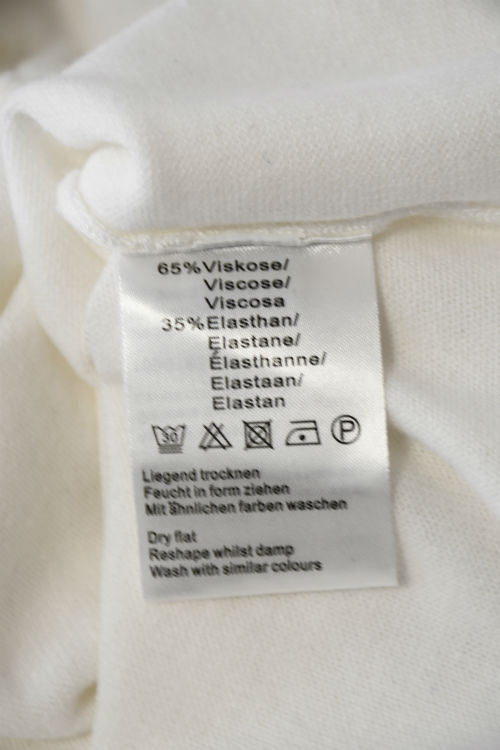 65%Viskose/
Viscose/
Viscosa
35%Elasthan/
Elastane/
Élasthanne/
Elastaan/
Elastan
30 P
Liegend trocknen
Feucht in form ziehen
Mit ähnlichen farben waschen
Dry flat
Reshape whilst damp
Wash with similar colours